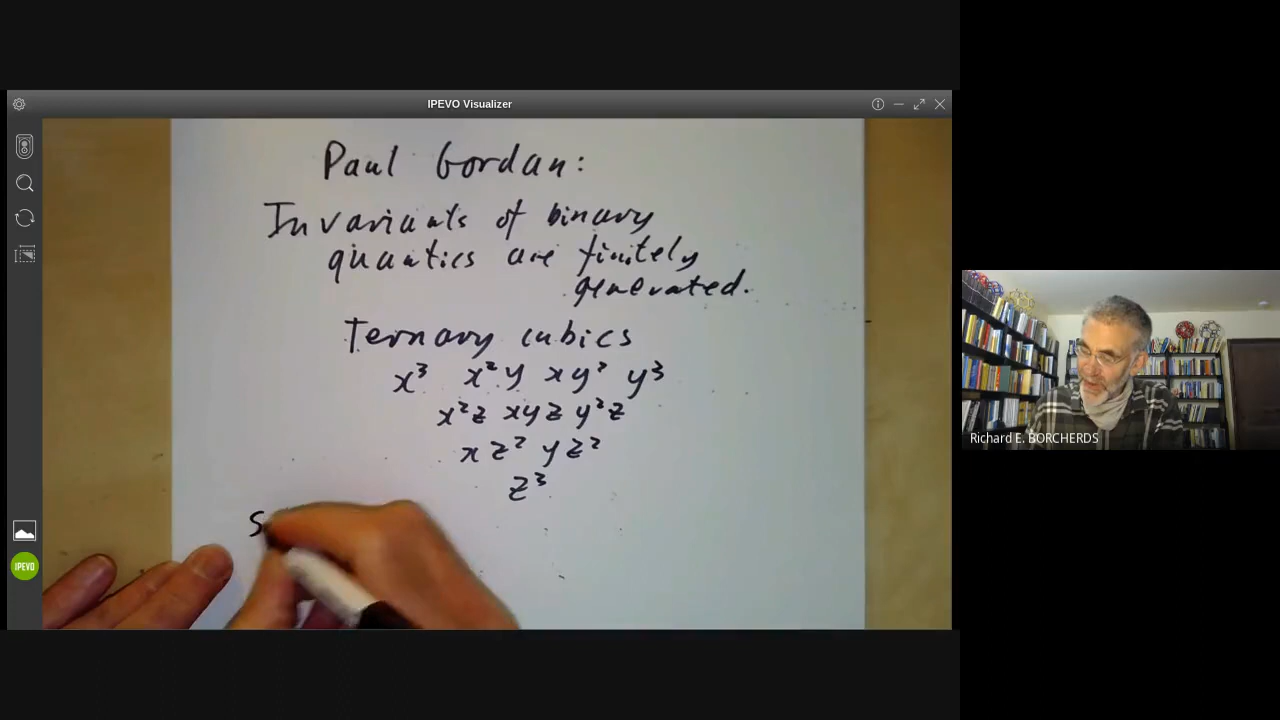 IPEVO Visualizer
Paul Gordan:
Invariants of binary
quantics are finitely
generated.
Ternary cubics
x³ x²y xy² y³
x²z xyz y²z
xz² yz²
z³
S
IPEVO
Richard E. BORCHERDS